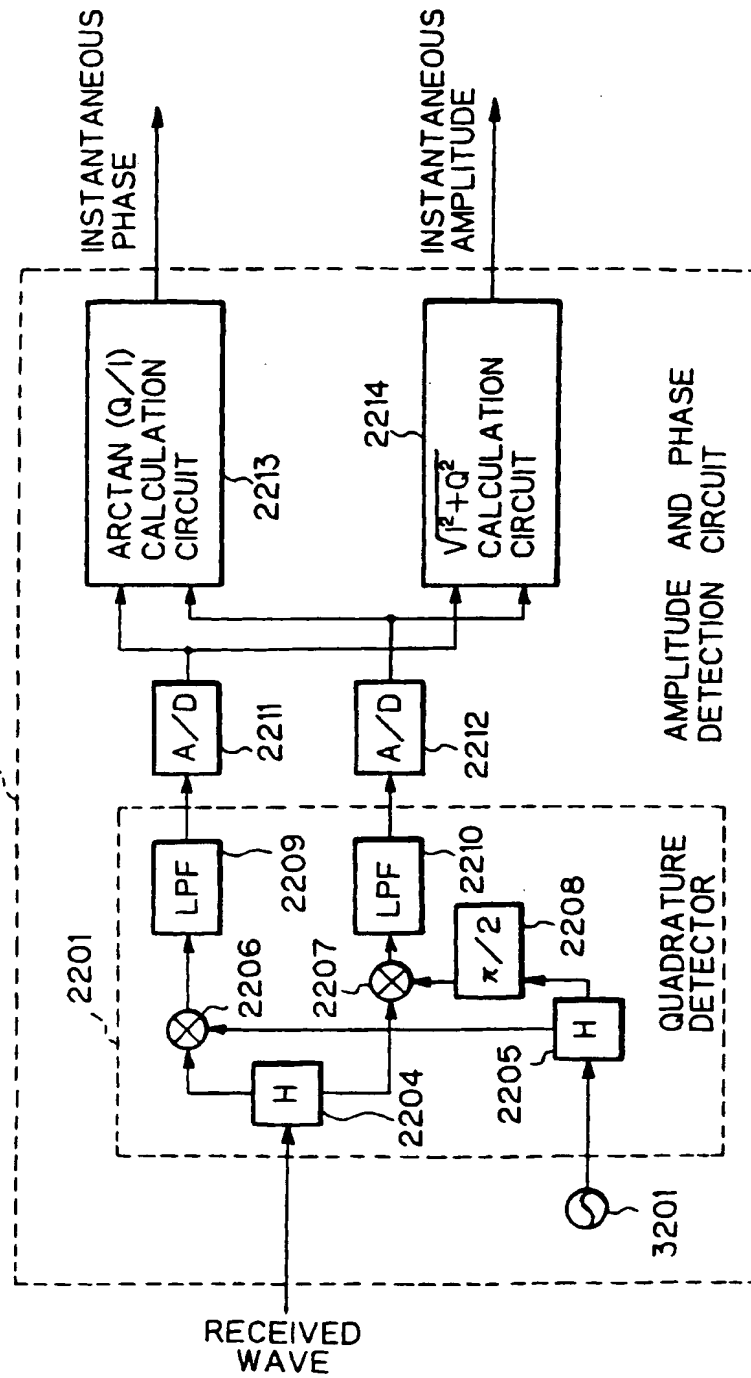 RECEIVED
WAVE
3201
2201
H
2204
H
2205
2206
2207
π/2
2208
LPF
2209
LPF
2210
QUADRATURE
DETECTOR
A/D
2211
A/D
2212
ARCTAN (Q/I)
CALCULATION
CIRCUIT
2213
2214
√I²+Q²
CALCULATION
CIRCUIT
AMPLITUDE AND PHASE
DETECTION CIRCUIT
INSTANTANEOUS
PHASE
INSTANTANEOUS
AMPLITUDE